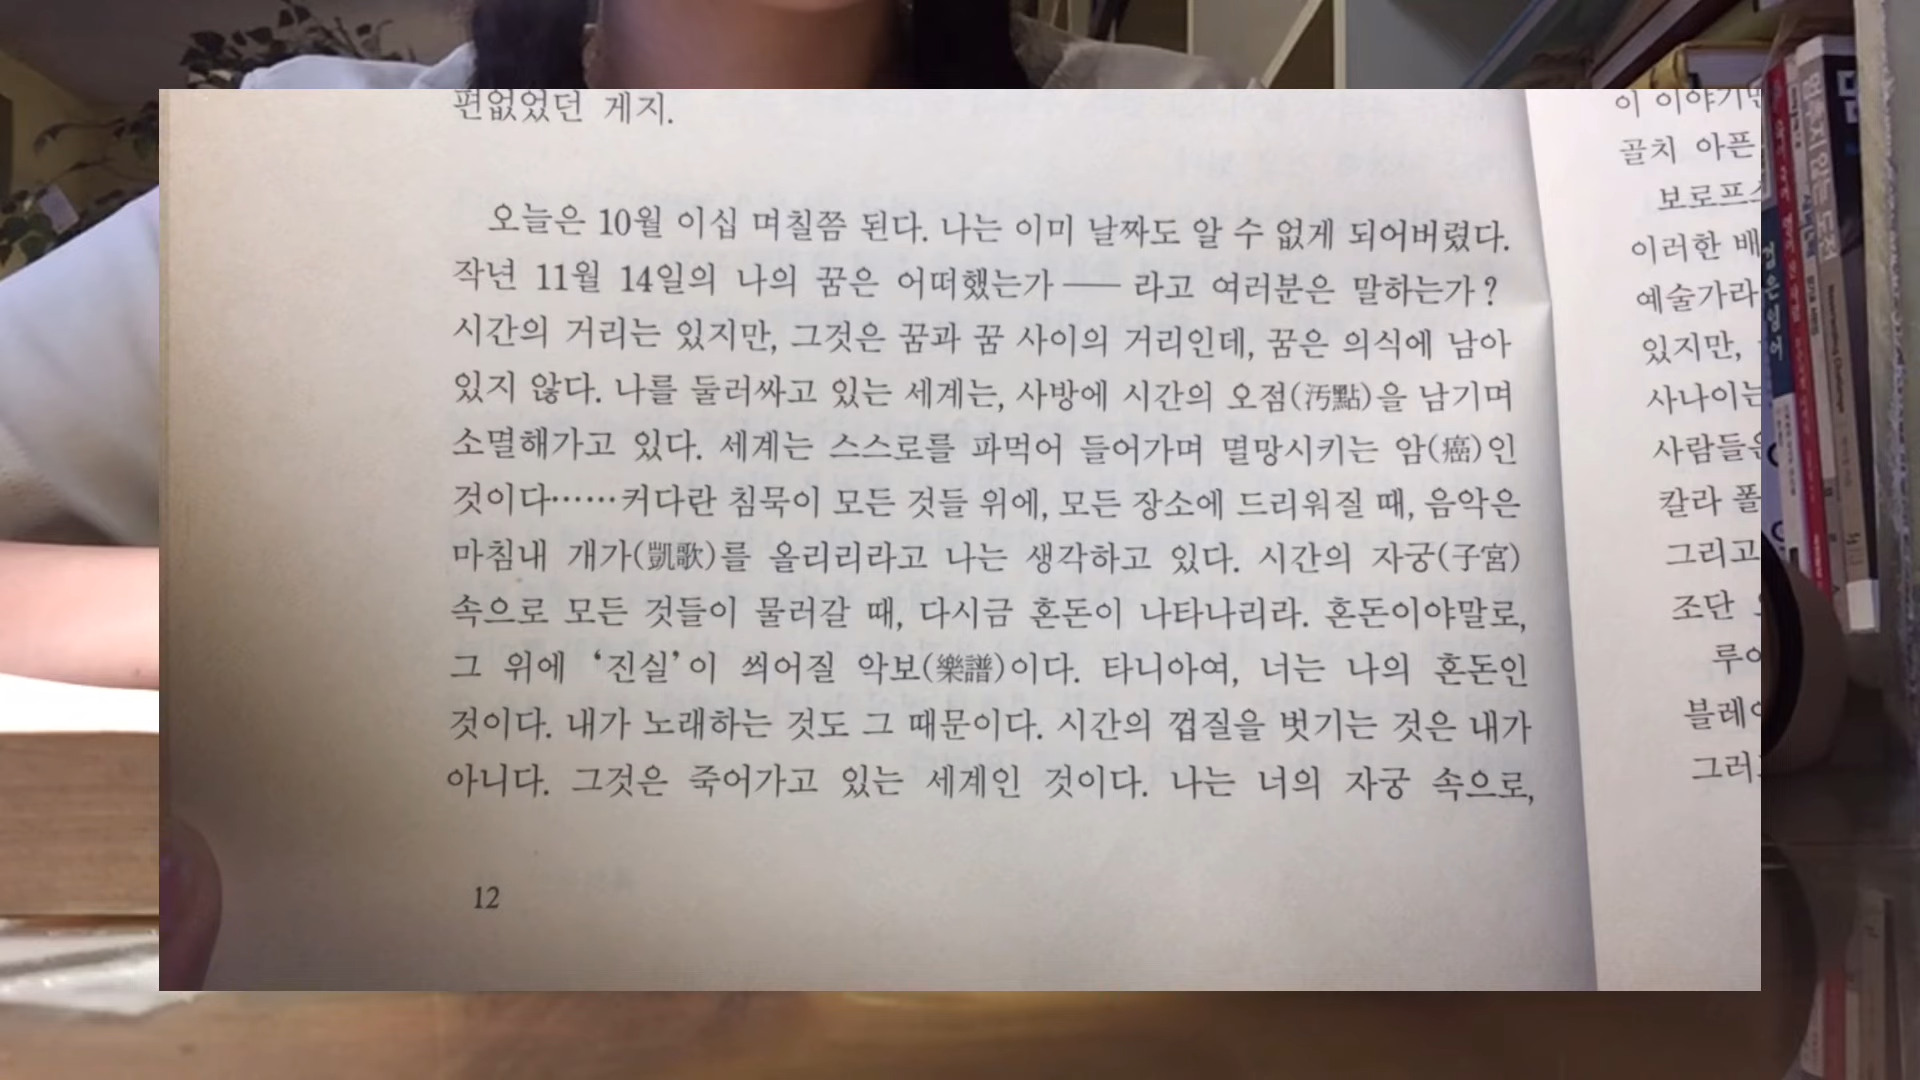 편없었던 게지.
오늘은 10월 이십 며칠쯤 된다. 나는 이미 날짜도 알 수 없게 되어버렸다.
작년 11월 14일의 나의 꿈은 어떠했는가 ── 라고 여러분은 말하는가?
시간의 거리는 있지만, 그것은 꿈과 꿈 사이의 거리인데, 꿈은 의식에 남아
있지 않다. 나를 둘러싸고 있는 세계는, 사방에 시간의 오점(汚點)을 남기며
소멸해가고 있다. 세계는 스스로를 파먹어 들어가며 멸망시키는 암(癌)인
것이다……커다란 침묵이 모든 것들 위에, 모든 장소에 드리워질 때, 음악은
마침내 개가(凱歌)를 올리리라고 나는 생각하고 있다. 시간의 자궁(子宮)
속으로 모든 것들이 물러갈 때, 다시금 혼돈이 나타나리라. 혼돈이야말로,
그 위에 ‘진실’이 씌어질 악보(樂譜)이다. 타니아여, 너는 나의 혼돈인
것이다. 내가 노래하는 것도 그 때문이다. 시간의 껍질을 벗기는 것은 내가
아니다. 그것은 죽어가고 있는 세계인 것이다. 나는 너의 자궁 속으로,
12
이 이야기
골치 아픈
보로프
이러한 배
예술가라
있지만,
사나이는
사람들은
칼라 폴
그리고
조단
루이
블레이
그러
검은 잉어